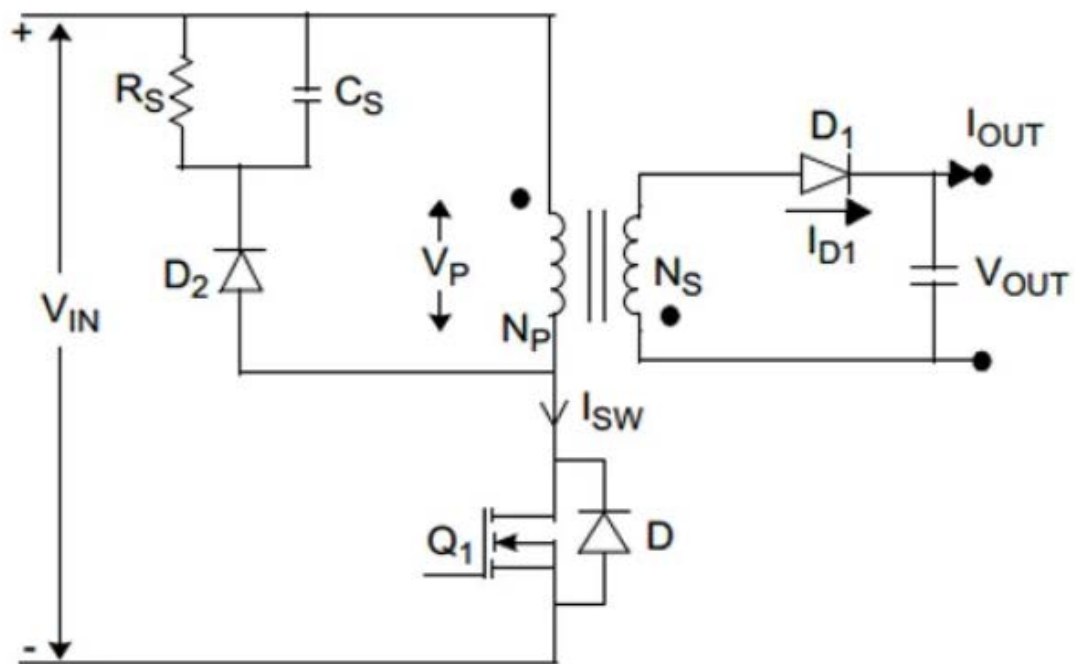 +
R_S
C_S
D_1
I_OUT
V_P
I_D1
D_2
N_S
V_OUT
V_IN
N_P
I_SW
Q_1
D
-